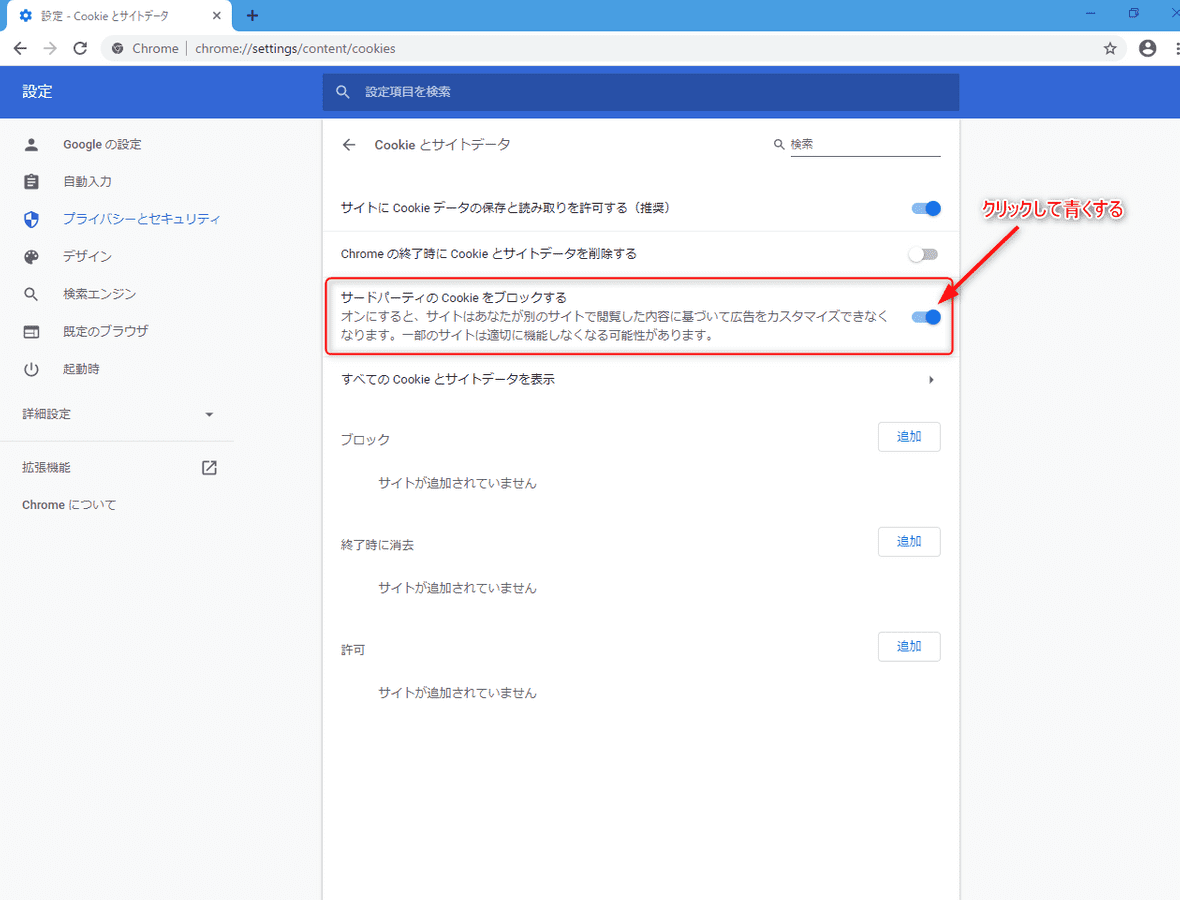 設定 - Cookie とサイトデータ
Chrome | chrome://settings/content/cookies
設定
設定項目を検索
Google の設定
自動入力
プライバシーとセキュリティ
デザイン
検索エンジン
既定のブラウザ
起動時
詳細設定
拡張機能
Chrome について
Cookie とサイトデータ
検索
サイトに Cookie データの保存と読み取りを許可する（推奨）
Chrome の終了時に Cookie とサイトデータを削除する
サードパーティの Cookie をブロックする
オンにすると、サイトはあなたが別のサイトで閲覧した内容に基づいて広告をカスタマイズできなく
なります。一部のサイトは適切に機能しなくなる可能性があります。
クリックして青くする
すべての Cookie とサイトデータを表示
ブロック
追加
サイトが追加されていません
終了時に消去
追加
サイトが追加されていません
許可
追加
サイトが追加されていません